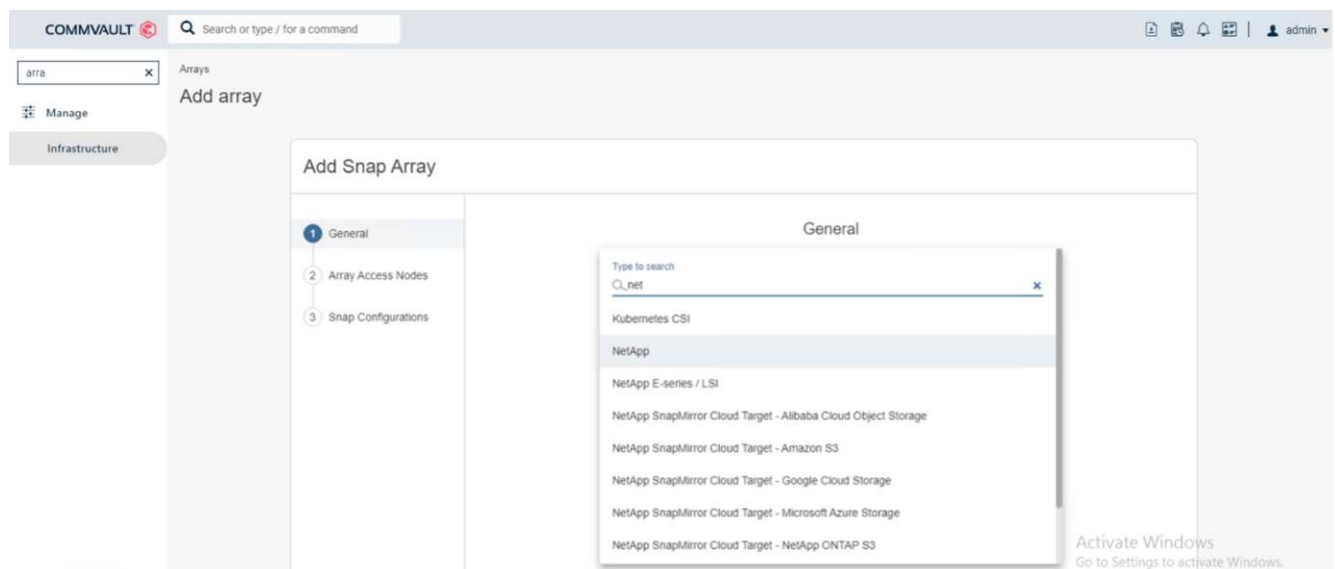 COMMVAULT
Search or type / for a command
admin
arra
Manage
Infrastructure
Arrays
Add array
Add Snap Array
1 General
2 Array Access Nodes
3 Snap Configurations
General
Type to search
net
Kubernetes CSI
NetApp
NetApp E-series / LSI
NetApp SnapMirror Cloud Target - Alibaba Cloud Object Storage
NetApp SnapMirror Cloud Target - Amazon S3
NetApp SnapMirror Cloud Target - Google Cloud Storage
NetApp SnapMirror Cloud Target - Microsoft Azure Storage
NetApp SnapMirror Cloud Target - NetApp ONTAP S3
Activate Windows
Go to Settings to activate Windows.